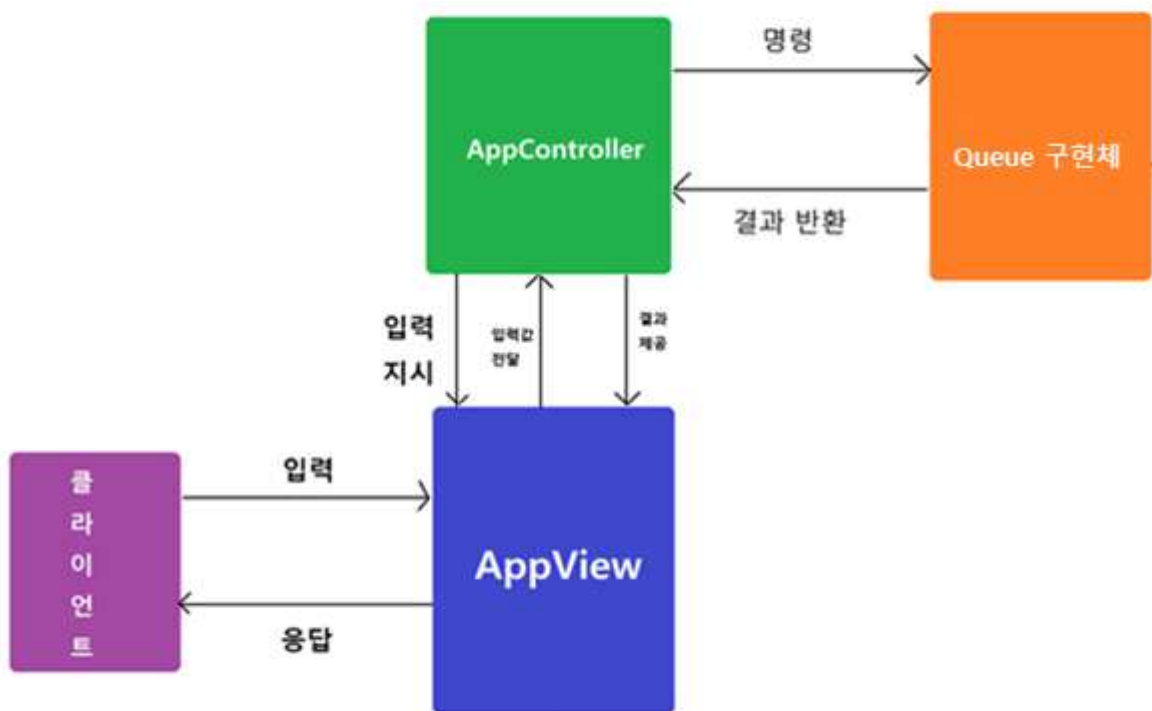 명령
AppController
Queue 구현체
결과 반환
입력
지시
입력값
전달
결과
제공
클
라
이
언
트
입력
AppView
응답